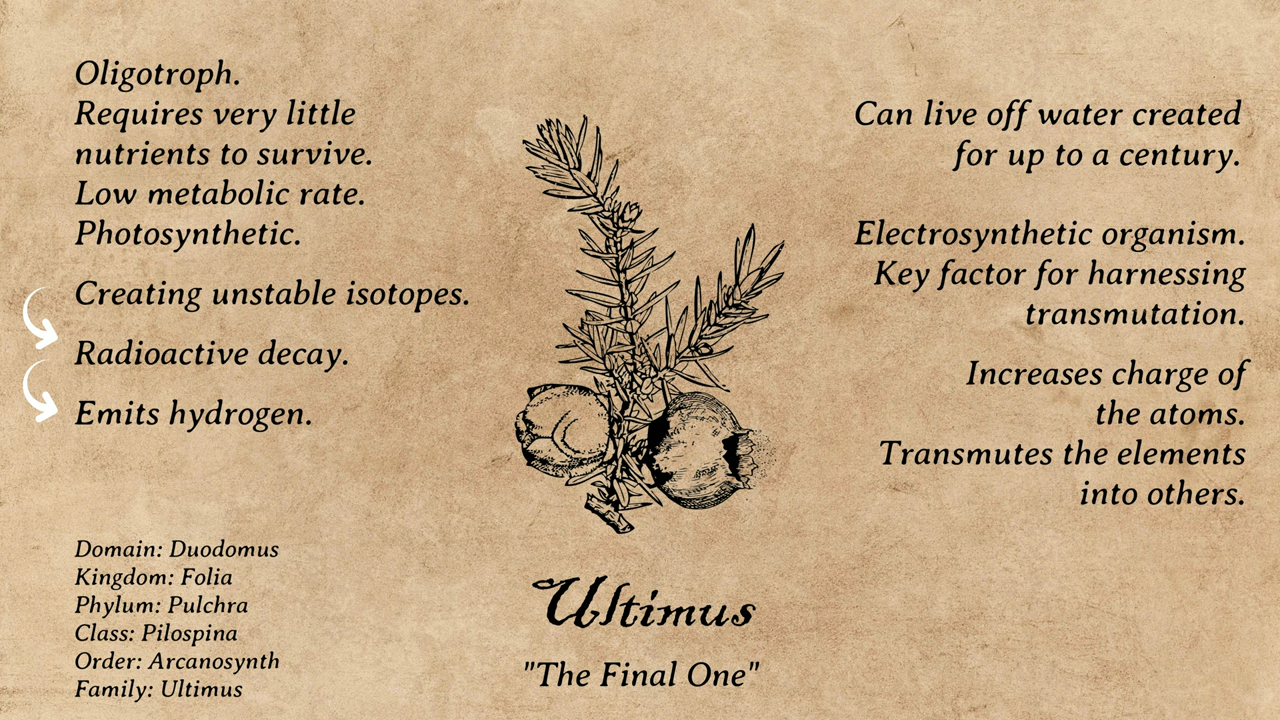 Oligotroph.
Requires very little
nutrients to survive.
Low metabolic rate.
Photosynthetic.
Creating unstable isotopes.
Radioactive decay.
Emits hydrogen.
Domain: Duodomus
Kingdom: Folia
Phylum: Pulchra
Class: Pilospina
Order: Arcanosynth
Family: Ultimus
Ultimus
"The Final One"
Can live off water created
for up to a century.
Electrosynthetic organism.
Key factor for harnessing
transmutation.
Increases charge of
the atoms.
Transmutes the elements
into others.